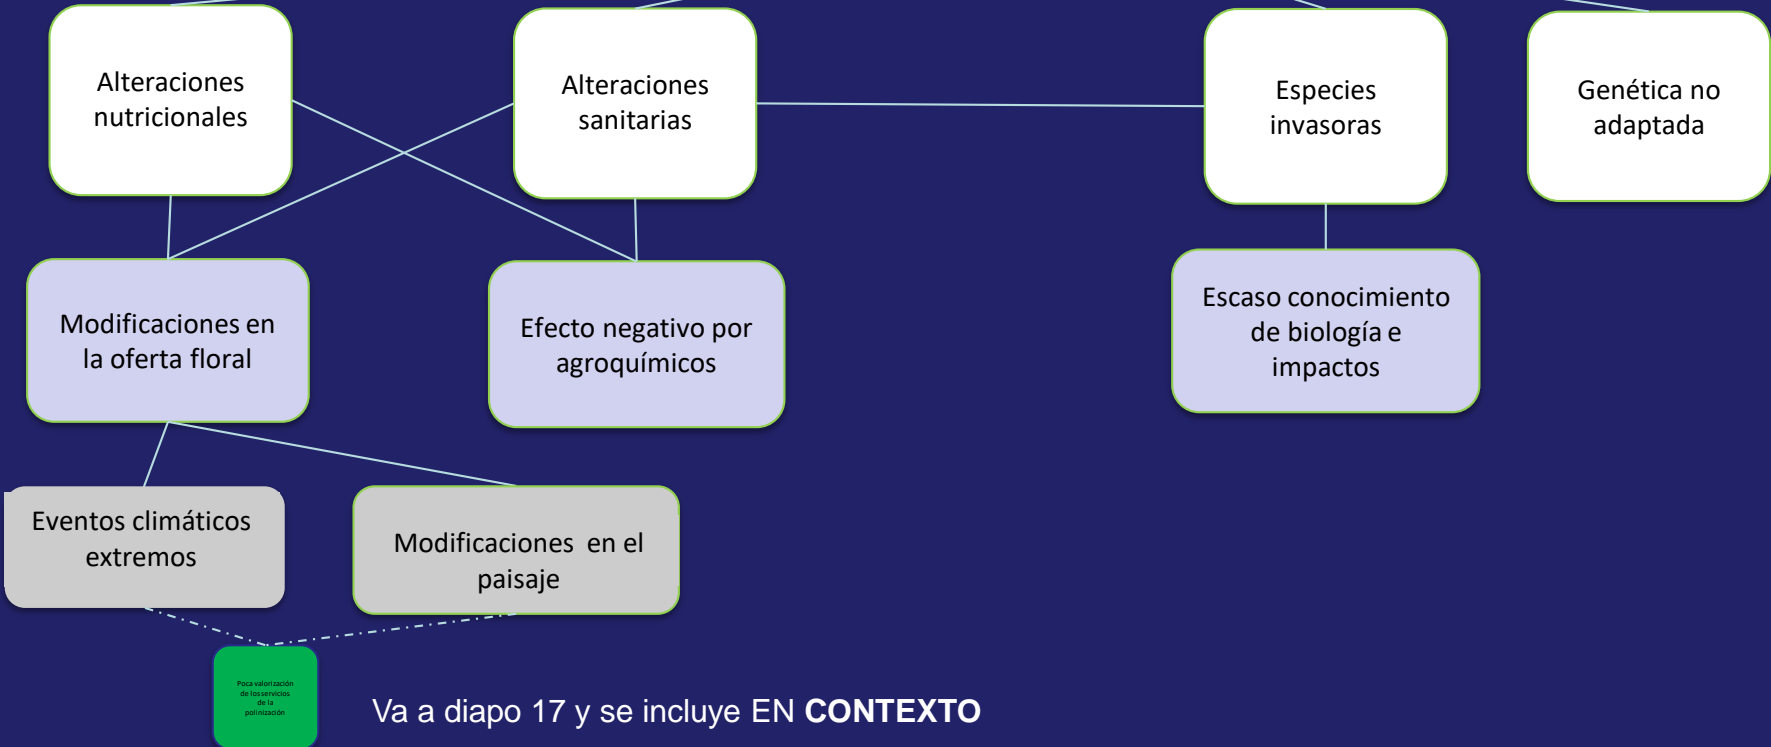 Alteraciones
nutricionales
Alteraciones
sanitarias
Especies
invasoras
Genética no
adaptada
Modificaciones en
la oferta floral
Efecto negativo por
agroquímicos
Escaso conocimiento
de biología e
impactos
Eventos climáticos
extremos
Modificaciones en el
paisaje
Poca valorización
de los servicios
de la
polinización
Va a diapo 17 y se incluye EN CONTEXTO